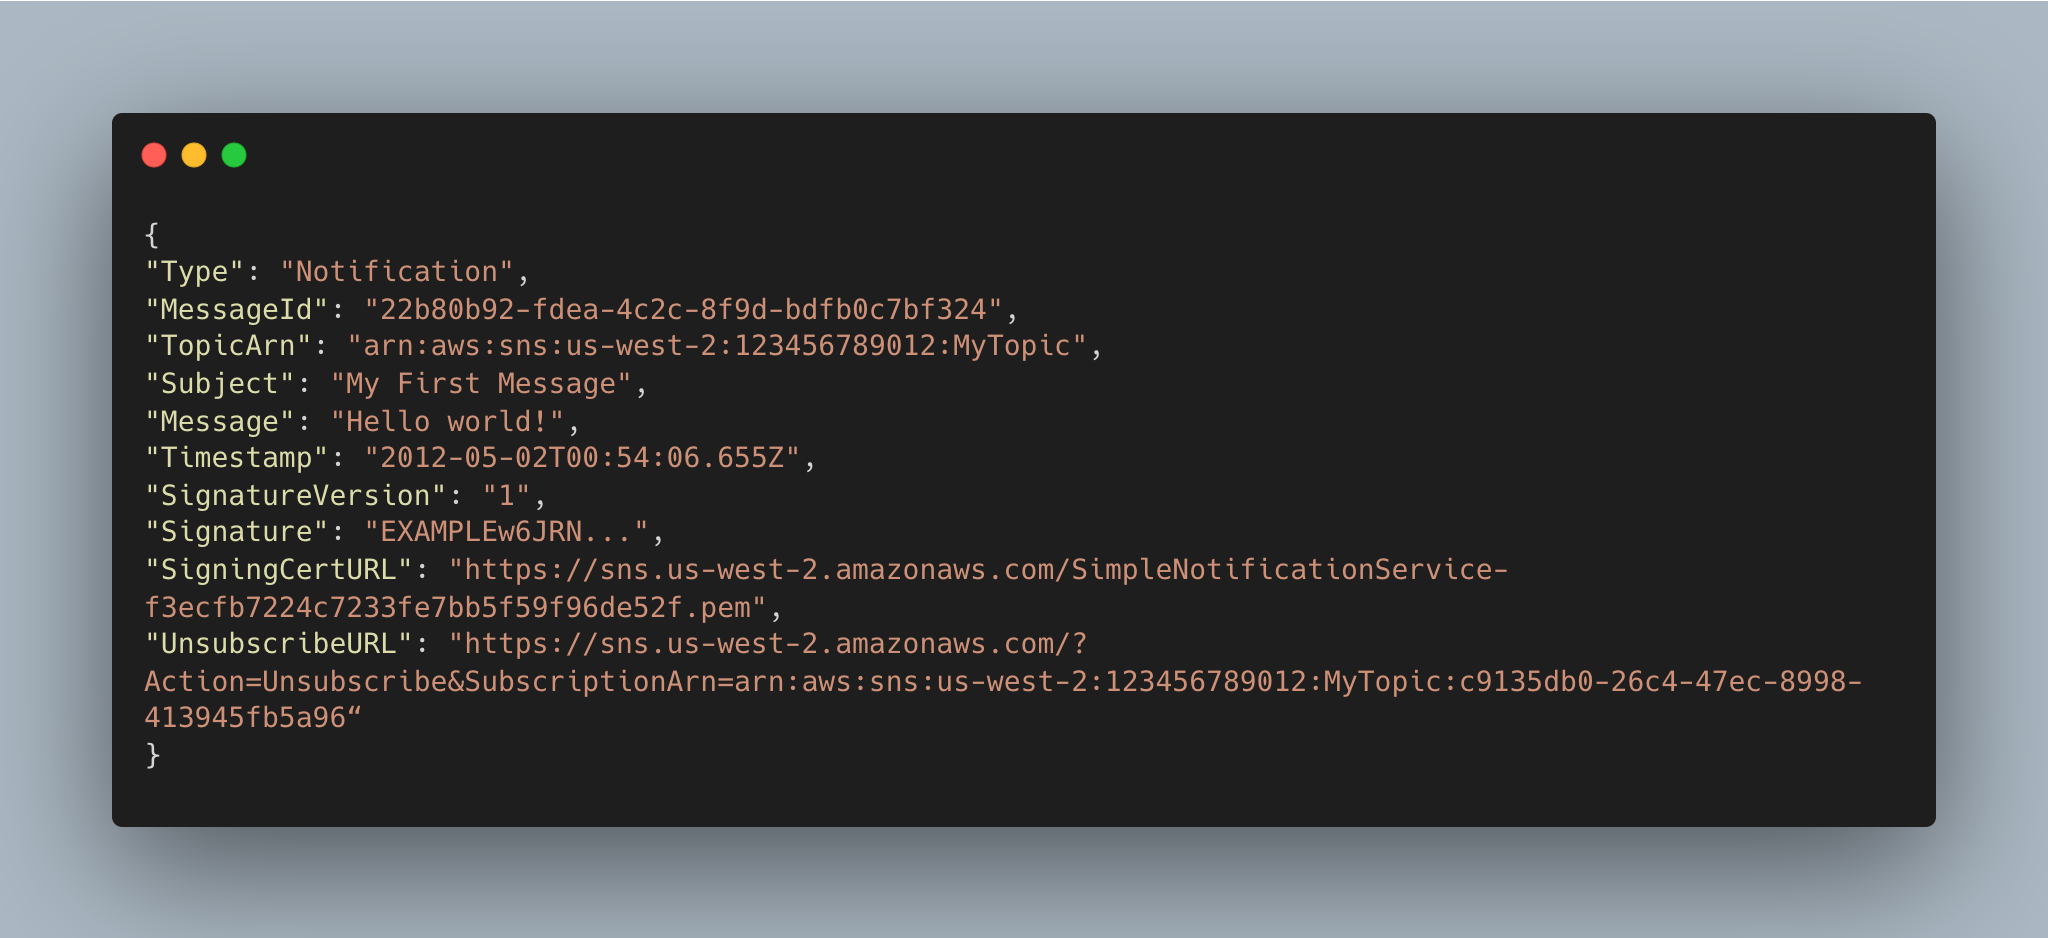 {
"Type": "Notification",
"MessageId": "22b80b92-fdea-4c2c-8f9d-bdfb0c7bf324",
"TopicArn": "arn:aws:sns:us-west-2:123456789012:MyTopic",
"Subject": "My First Message",
"Message": "Hello world!",
"Timestamp": "2012-05-02T00:54:06.655Z",
"SignatureVersion": "1",
"Signature": "EXAMPLEw6JRN...",
"SigningCertURL": "https://sns.us-west-2.amazonaws.com/SimpleNotificationService-
f3ecfb7224c7233fe7bb5f59f96de52f.pem",
"UnsubscribeURL": "https://sns.us-west-2.amazonaws.com/?
Action=Unsubscribe&SubscriptionArn=arn:aws:sns:us-west-2:123456789012:MyTopic:c9135db0-26c4-47ec-8998-
413945fb5a96“
}